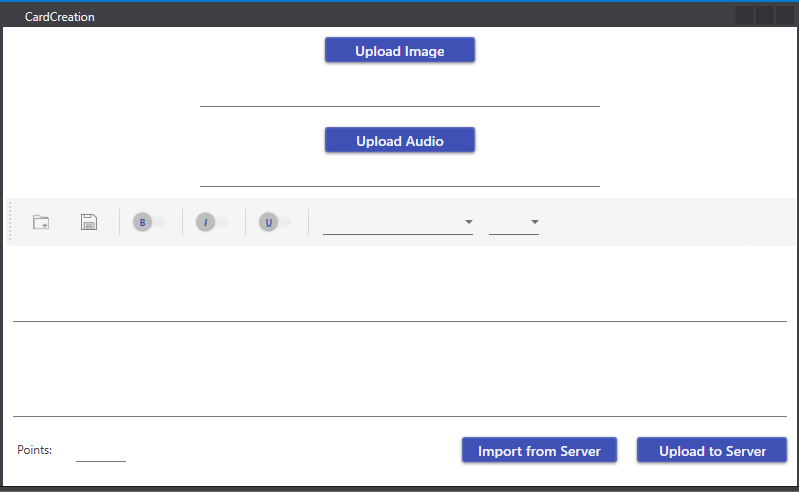 CardCreation
Upload Image
Upload Audio
B I U
Points:
Import from Server Upload to Server